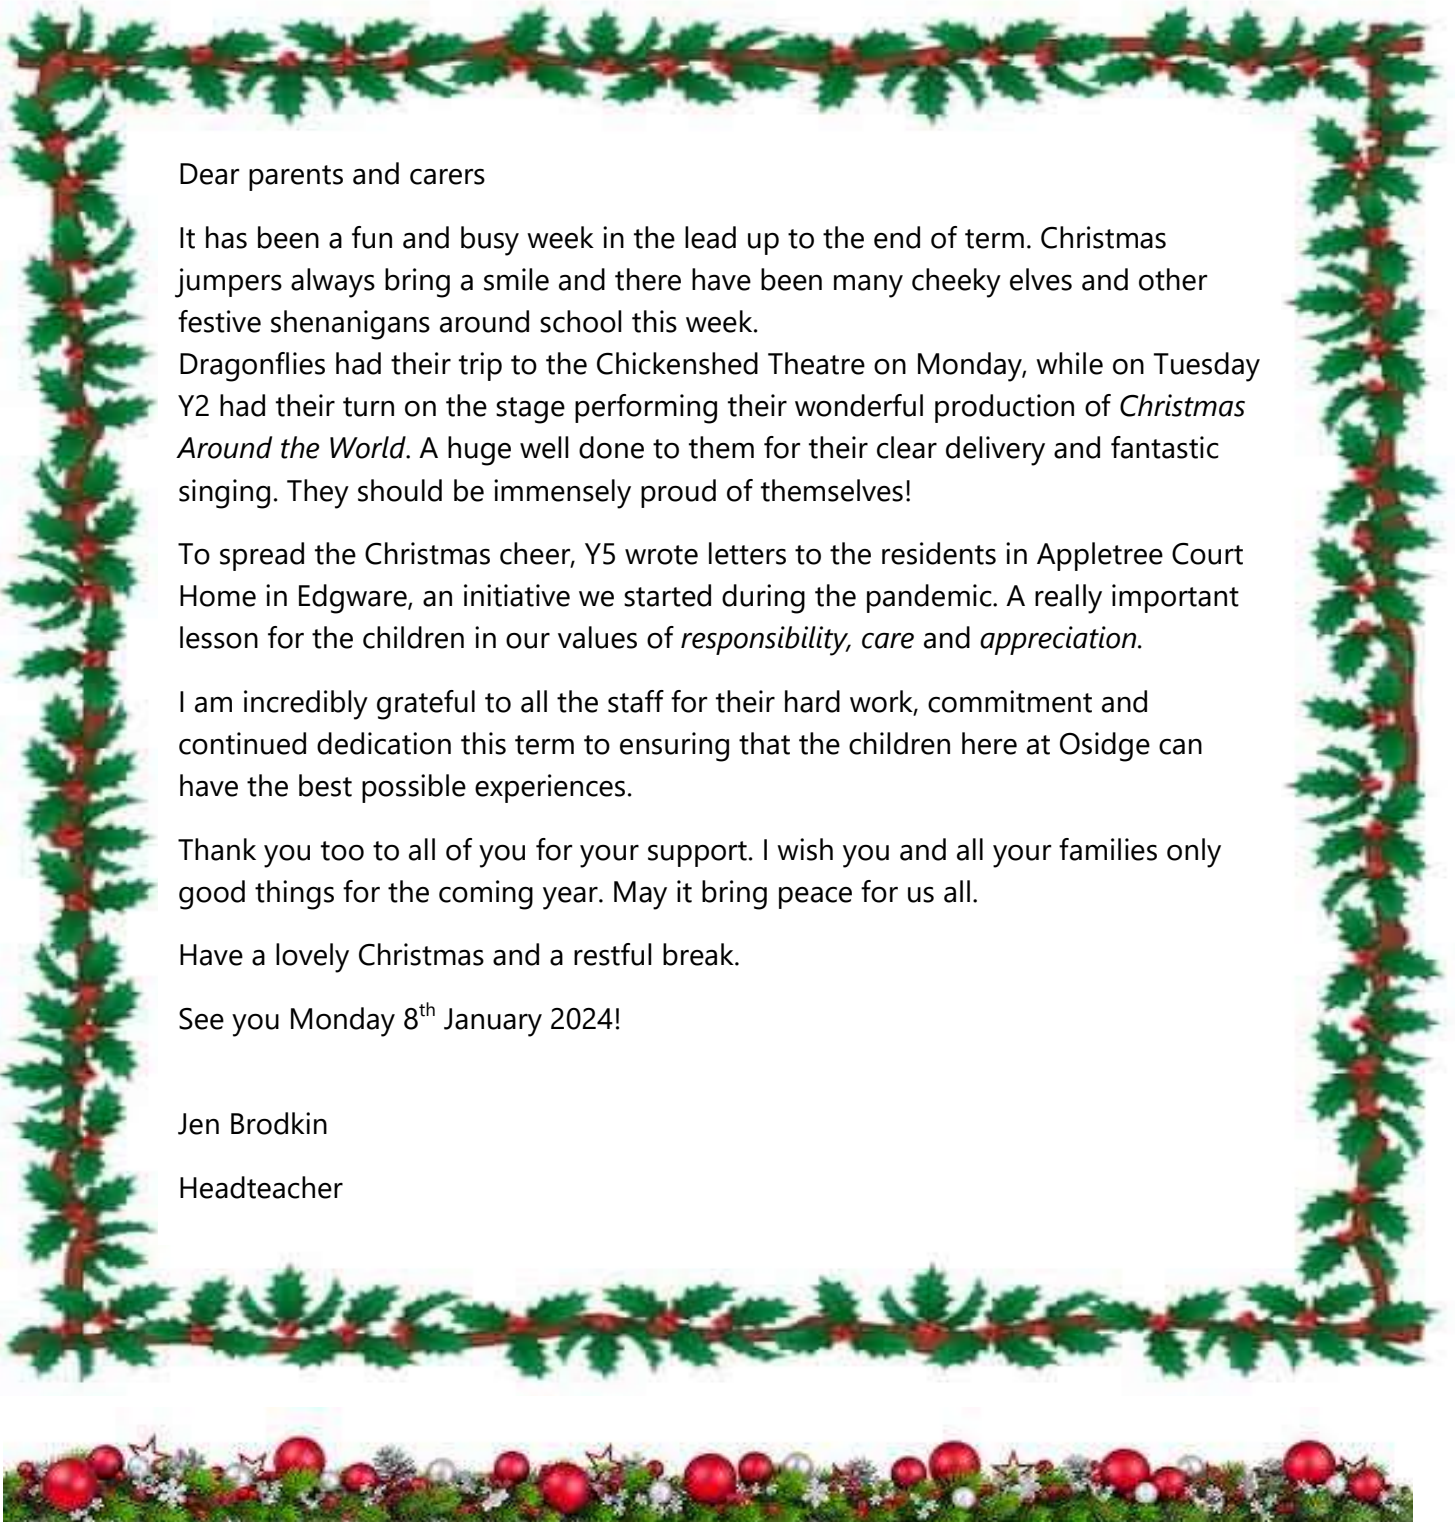 Dear parents and carers
It has been a fun and busy week in the lead up to the end of term. Christmas
jumpers always bring a smile and there have been many cheeky elves and other
festive shenanigans around school this week.
Dragonflies had their trip to the Chickenshed Theatre on Monday, while on Tuesday
Y2 had their turn on the stage performing their wonderful production of Christmas
Around the World. A huge well done to them for their clear delivery and fantastic
singing. They should be immensely proud of themselves!
To spread the Christmas cheer, Y5 wrote letters to the residents in Appletree Court
Home in Edgware, an initiative we started during the pandemic. A really important
lesson for the children in our values of responsibility, care and appreciation.
I am incredibly grateful to all the staff for their hard work, commitment and
continued dedication this term to ensuring that the children here at Osidge can
have the best possible experiences.
Thank you too to all of you for your support. I wish you and all your families only
good things for the coming year. May it bring peace for us all.
Have a lovely Christmas and a restful break.
See you Monday 8th January 2024!
Jen Brodkin
Headteacher